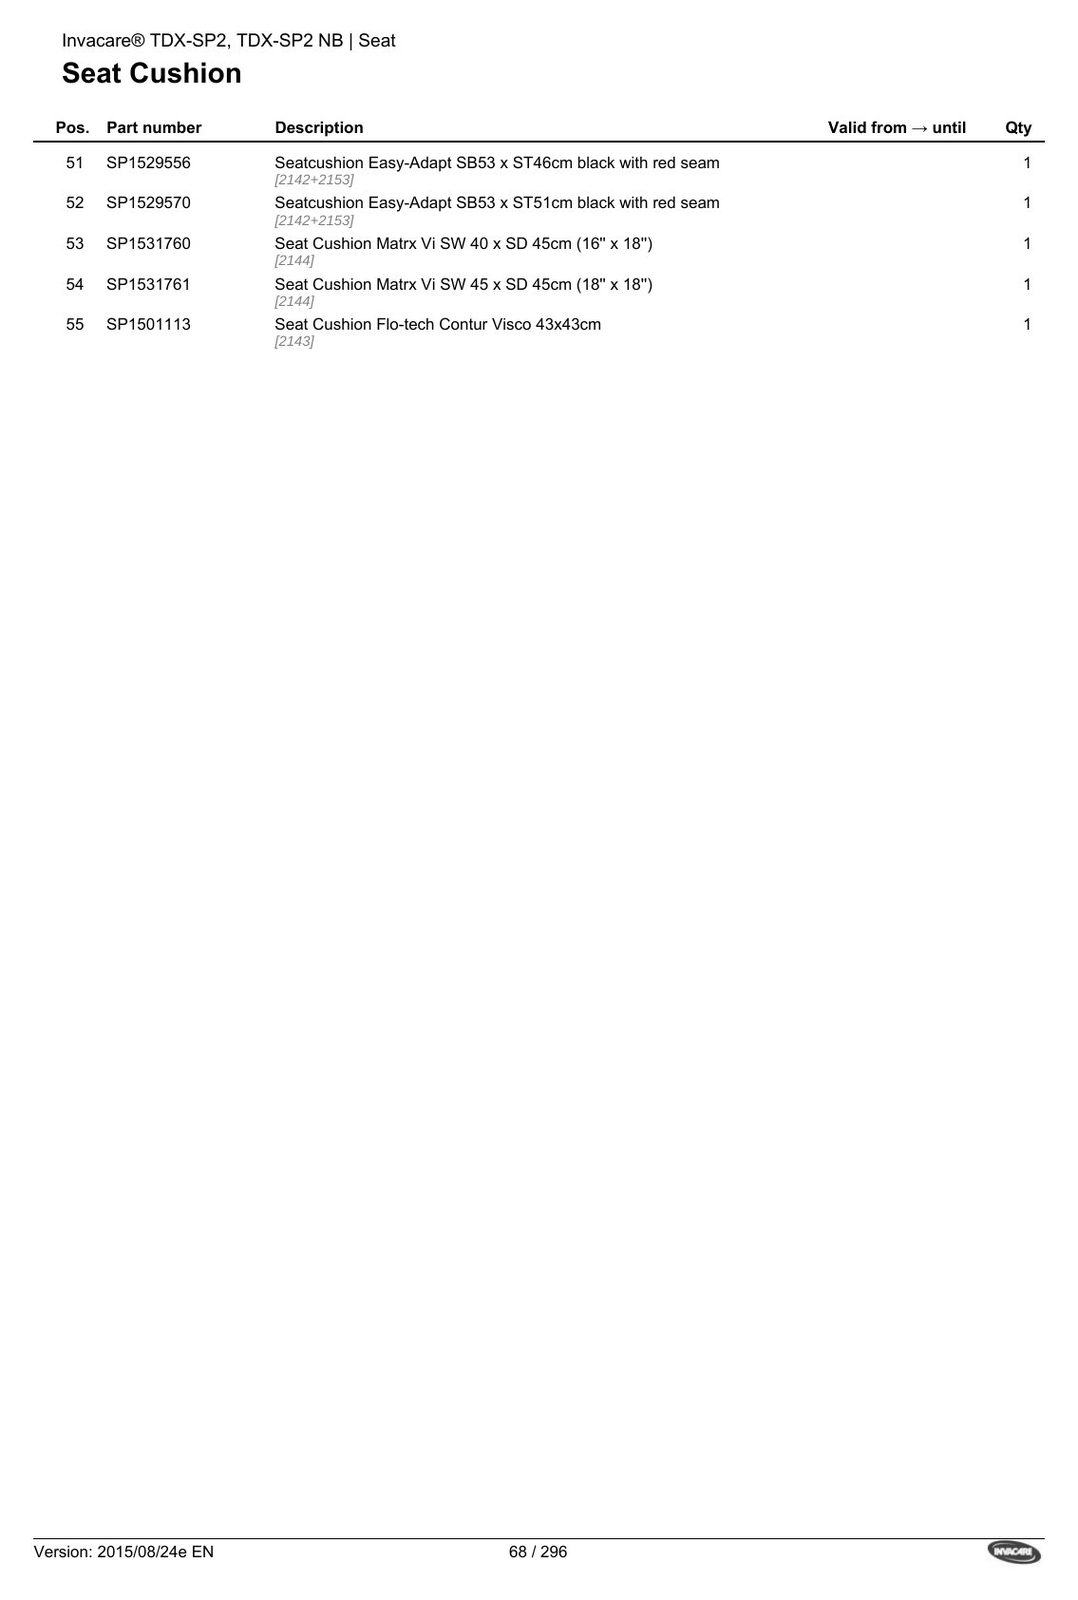 Invacare® TDX-SP2, TDX-SP2 NB | Seat
Seat Cushion
Pos. Part number Description Valid from → until Qty
51 SP1529556 Seatcushion Easy-Adapt SB53 x ST46cm black with red seam 1
[2142+2153]
52 SP1529570 Seatcushion Easy-Adapt SB53 x ST51cm black with red seam 1
[2142+2153]
53 SP1531760 Seat Cushion Matrx Vi SW 40 x SD 45cm (16" x 18") 1
[2144]
54 SP1531761 Seat Cushion Matrx Vi SW 45 x SD 45cm (18" x 18") 1
[2144]
55 SP1501113 Seat Cushion Flo-tech Contur Visco 43x43cm 1
[2143]
Version: 2015/08/24e EN 68 / 296 INVACARE